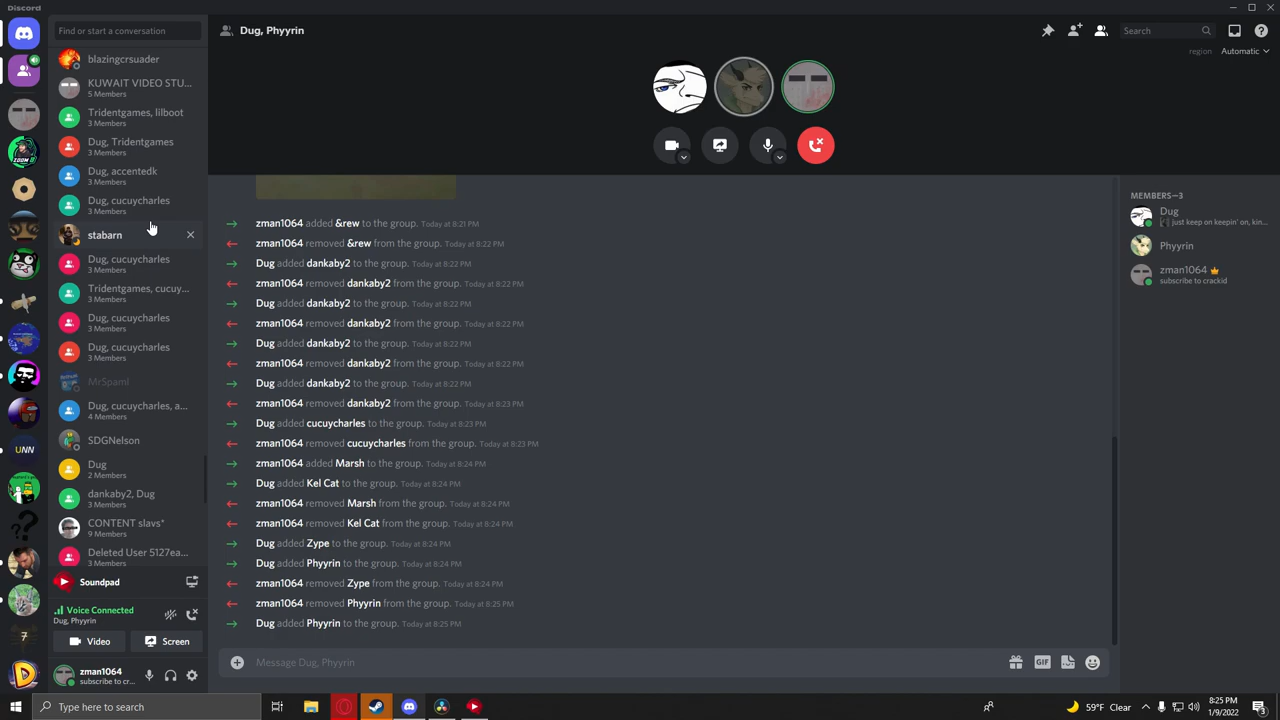 Discord
Find or start a conversation
blazingcrsuader
KUWAIT VIDEO STU...
5 Members
Tridentgames, lilboot
3 Members
Dug, Tridentgames
3 Members
Dug, accentedk
3 Members
Dug, cucuycharles
3 Members
stabarn
Dug, cucuycharles
3 Members
Tridentgames, cucuy...
3 Members
Dug, cucuycharles
3 Members
Dug, cucuycharles
3 Members
MrSpaml
Dug, cucuycharles, a...
4 Members
SDGNelson
Dug
2 Members
dankaby2, Dug
3 Members
CONTENT slavs*
9 Members
Deleted User 5127ea...
3 Members
Soundpad
Voice Connected
Dug, Phyyrin
Video
Screen
zman1064
subscribe to cr...
UNN
Dug, Phyyrin
Search
region
Automatic
zman1064 added &rew to the group. Today at 8:21 PM
zman1064 removed &rew from the group. Today at 8:22 PM
Dug added dankaby2 to the group. Today at 8:22 PM
zman1064 removed dankaby2 from the group. Today at 8:22 PM
Dug added dankaby2 to the group. Today at 8:22 PM
zman1064 removed dankaby2 from the group. Today at 8:22 PM
Dug added dankaby2 to the group. Today at 8:22 PM
zman1064 removed dankaby2 from the group. Today at 8:22 PM
Dug added dankaby2 to the group. Today at 8:22 PM
zman1064 removed dankaby2 from the group. Today at 8:23 PM
Dug added cucuycharles to the group. Today at 8:23 PM
zman1064 removed cucuycharles from the group. Today at 8:23 PM
zman1064 added Marsh to the group. Today at 8:24 PM
Dug added Kel Cat to the group. Today at 8:24 PM
zman1064 removed Marsh from the group. Today at 8:24 PM
zman1064 removed Kel Cat from the group. Today at 8:24 PM
Dug added Zype to the group. Today at 8:24 PM
Dug added Phyyrin to the group. Today at 8:24 PM
zman1064 removed Zype from the group. Today at 8:24 PM
zman1064 removed Phyyrin from the group. Today at 8:25 PM
Dug added Phyyrin to the group. Today at 8:25 PM
Message Dug, Phyyrin
GIF
MEMBERS—3
Dug
just keep on keepin' on, kin...
Phyyrin
zman1064
subscribe to crackid
Type here to search
59°F Clear
8:25 PM
1/9/2022
3